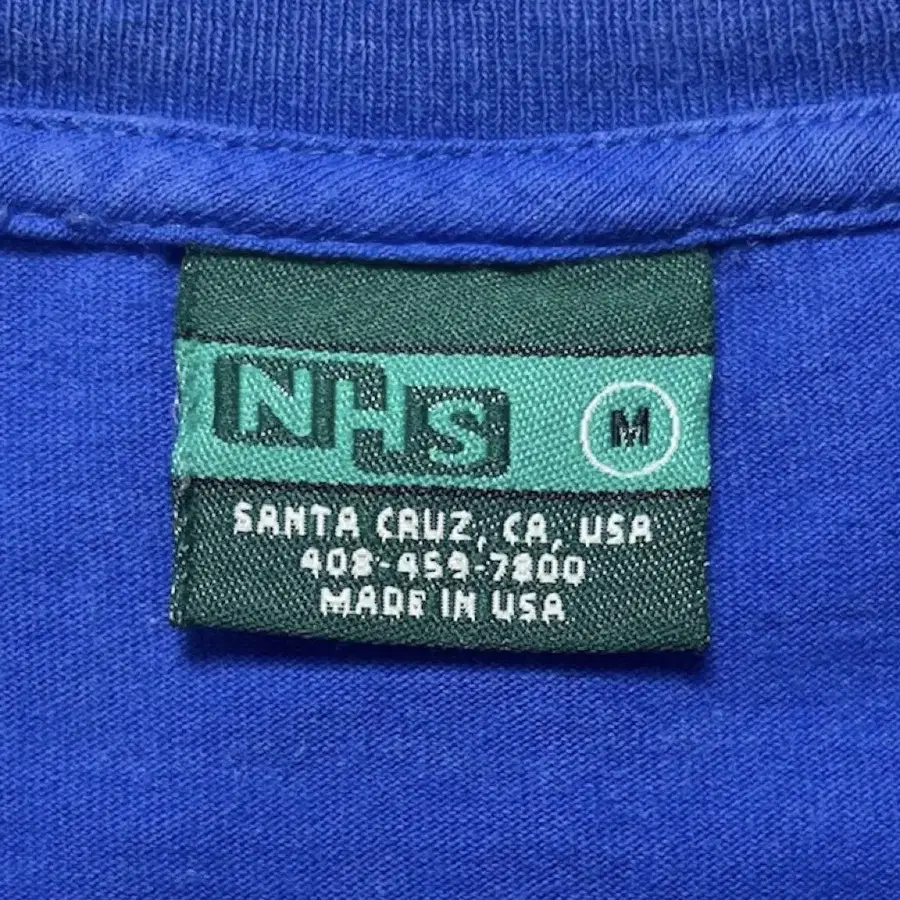 NHS M
SANTA CRUZ, CA, USA
408-459-7800
MADE IN USA